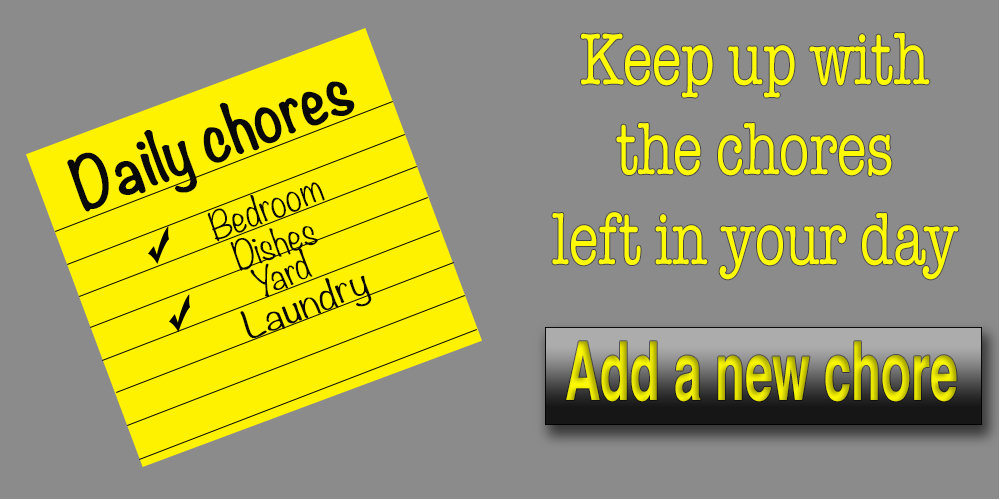 Daily chores
✓ Bedroom
Dishes
Yard
✓ Laundry
Keep up with
the chores
left in your day
Add a new chore